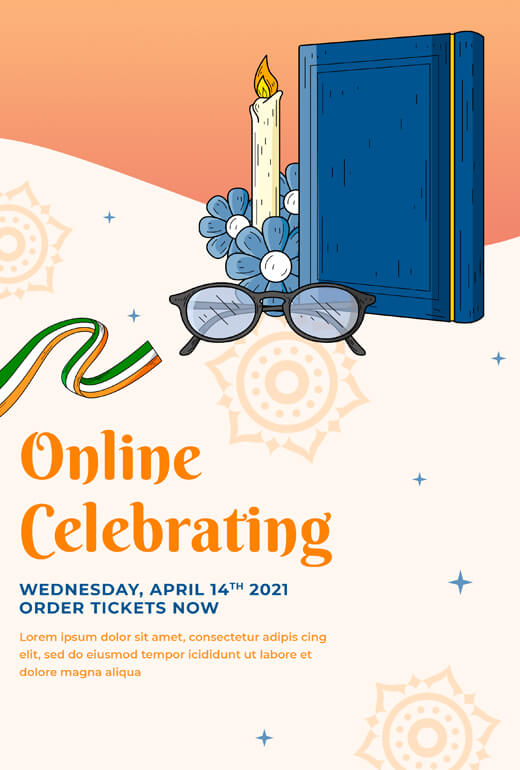 Online
Celebrating
WEDNESDAY, APRIL 14TH 2021
ORDER TICKETS NOW
Lorem ipsum dolor sit amet, consectetur adipis cing
elit, sed do eiusmod tempor icididunt ut labore et
dolore magna aliqua